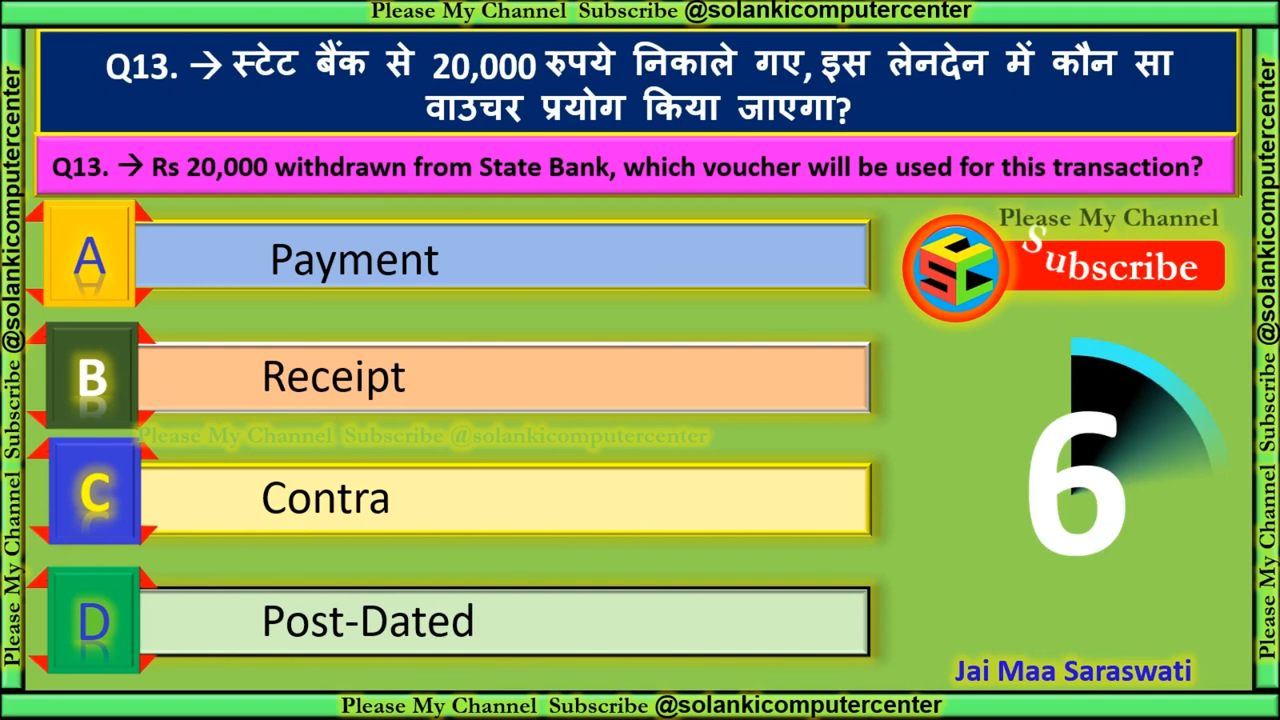 Please My Channel Subscribe @solankicomputercenter
Q13. → स्टेट बैंक से 20,000 रुपये निकाले गए, इस लेनदेन में कौन सा
वाउचर प्रयोग किया जाएगा?
Q13. → Rs 20,000 withdrawn from State Bank, which voucher will be used for this transaction?
A
Payment
Please My Channel
Subscribe
CSC
B
Receipt
Please My Channel Subscribe @solankicomputercenter
C
Contra
6
D
Post-Dated
Jai Maa Saraswati
Please My Channel Subscribe @solankicomputercenter
Please My Channel Subscribe @solankicomputercenter
Please My Channel Subscribe @solankicomputercenter